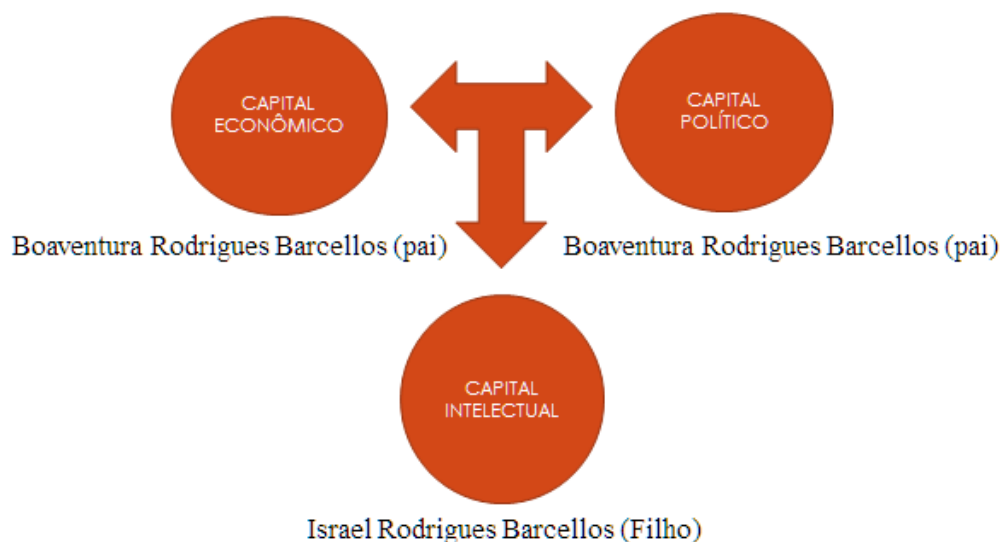 CAPITAL
ECONÔMICO
CAPITAL
POLÍTICO
Boaventura Rodrigues Barcellos (pai)
Boaventura Rodrigues Barcellos (pai)
CAPITAL
INTELECTUAL
Israel Rodrigues Barcellos (Filho)